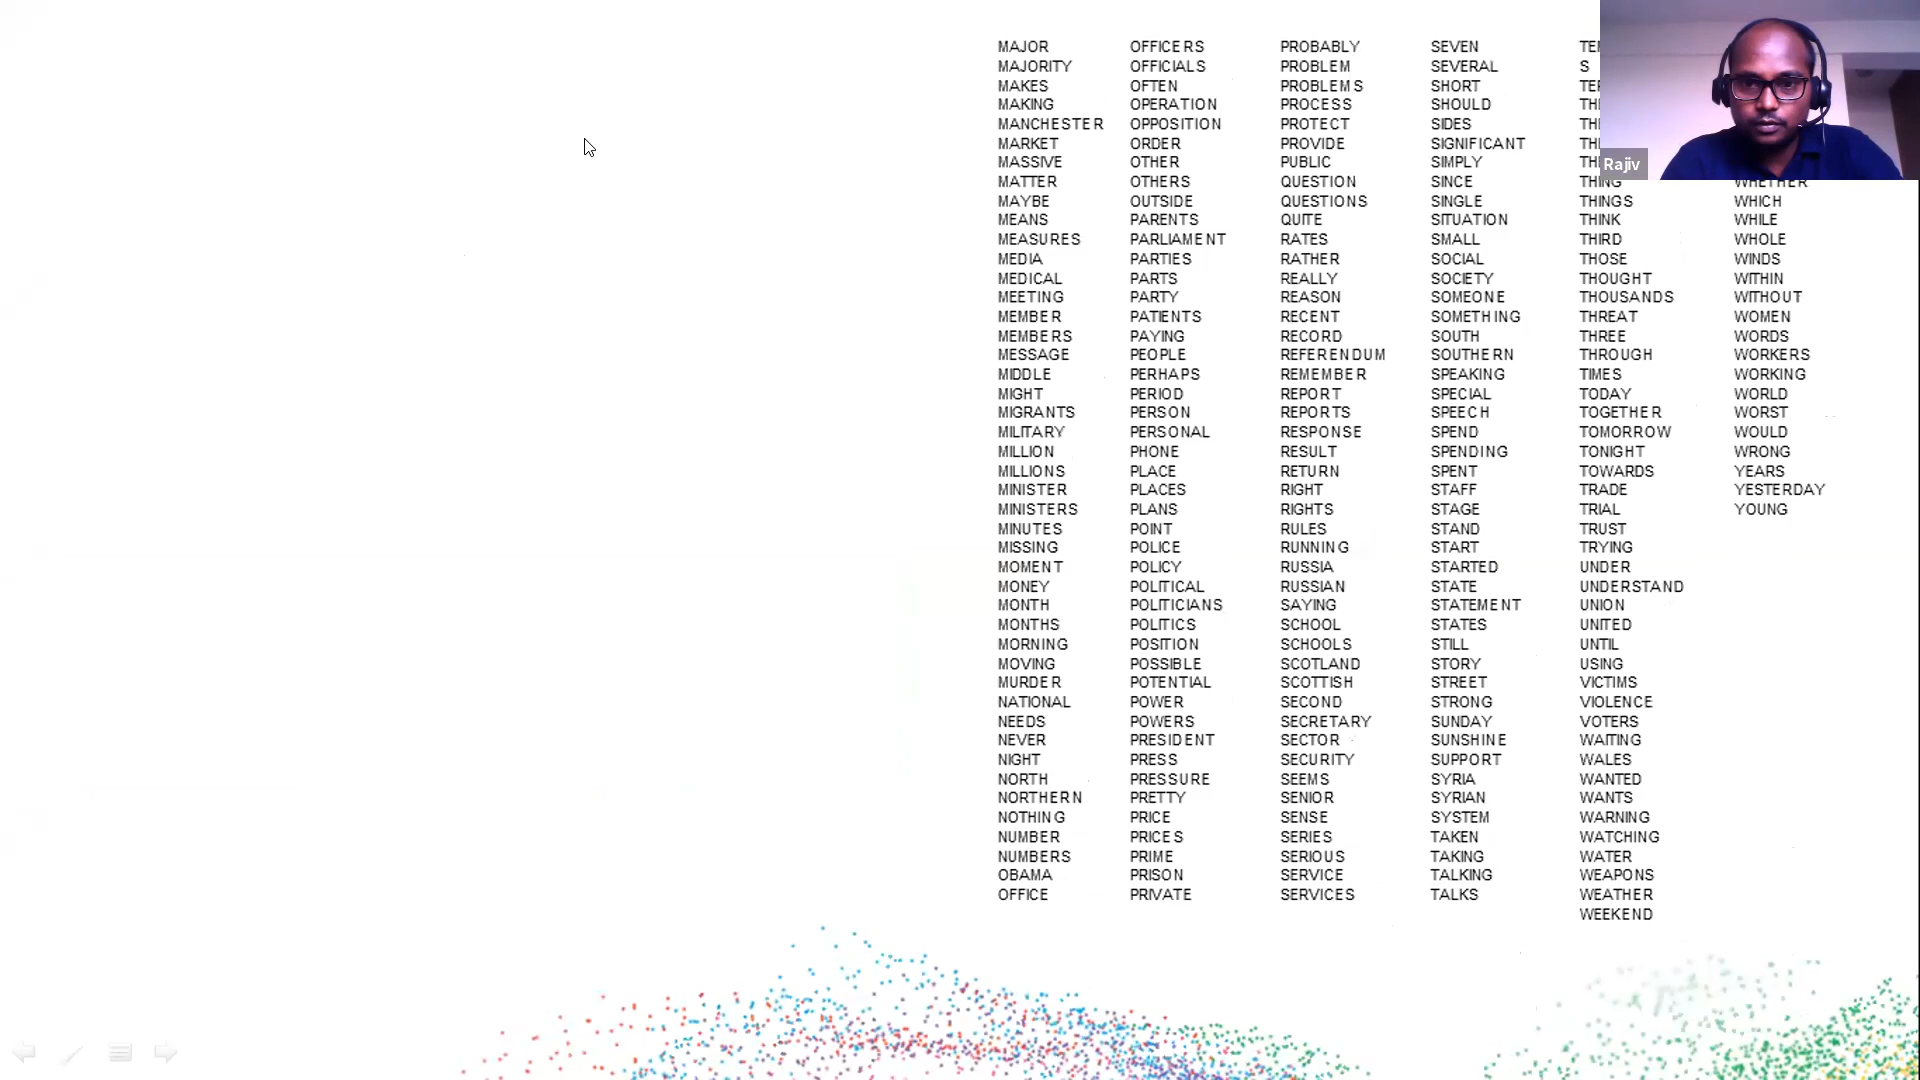 MAJOR
MAJORITY
MAKES
MAKING
MANCHESTER
MARKET
MASSIVE
MATTER
MAYBE
MEANS
MEASURES
MEDIA
MEDICAL
MEETING
MEMBER
MEMBERS
MESSAGE
MIDDLE
MIGHT
MIGRANTS
MILITARY
MILLION
MILLIONS
MINISTER
MINISTERS
MINUTES
MISSING
MOMENT
MONEY
MONTH
MONTHS
MORNING
MOVING
MURDER
NATIONAL
NEEDS
NEVER
NIGHT
NORTH
NORTHERN
NOTHING
NUMBER
NUMBERS
OBAMA
OFFICE
OFFICERS
OFFICIALS
OFTEN
OPERATION
OPPOSITION
ORDER
OTHER
OTHERS
OUTSIDE
PARENTS
PARLIAMENT
PARTIES
PARTS
PARTY
PATIENTS
PAYING
PEOPLE
PERHAPS
PERIOD
PERSON
PERSONAL
PHONE
PLACE
PLACES
PLANS
POINT
POLICE
POLICY
POLITICAL
POLITICIANS
POLITICS
POSITION
POSSIBLE
POTENTIAL
POWER
POWERS
PRESIDENT
PRESS
PRESSURE
PRETTY
PRICE
PRICES
PRIME
PRISON
PRIVATE
PROBABLY
PROBLEM
PROBLEMS
PROCESS
PROTECT
PROVIDE
PUBLIC
QUESTION
QUESTIONS
QUITE
RATES
RATHER
REALLY
REASON
RECENT
RECORD
REFERENDUM
REMEMBER
REPORT
REPORTS
RESPONSE
RESULT
RETURN
RIGHT
RIGHTS
RULES
RUNNING
RUSSIA
RUSSIAN
SAYING
SCHOOL
SCHOOLS
SCOTLAND
SCOTTISH
SECOND
SECRETARY
SECTOR
SECURITY
SEEMS
SENIOR
SENSE
SERIES
SERIOUS
SERVICE
SERVICES
SEVEN
SEVERAL
SHORT
SHOULD
SIDES
SIGNIFICANT
SIMPLY
SINCE
SINGLE
SITUATION
SMALL
SOCIAL
SOCIETY
SOMEONE
SOMETHING
SOUTH
SOUTHERN
SPEAKING
SPECIAL
SPEECH
SPEND
SPENDING
SPENT
STAFF
STAGE
STAND
START
STARTED
STATE
STATEMENT
STATES
STILL
STORY
STREET
STRONG
SUNDAY
SUNSHINE
SUPPORT
SYRIA
SYRIAN
SYSTEM
TAKEN
TAKING
TALKING
TALKS
S
THING
THINGS
THINK
THIRD
THOSE
THOUGHT
THOUSANDS
THREAT
THREE
THROUGH
TIMES
TODAY
TOGETHER
TOMORROW
TONIGHT
TOWARDS
TRADE
TRIAL
TRUST
TRYING
UNDER
UNDERSTAND
UNION
UNITED
UNTIL
USING
VICTIMS
VIOLENCE
VOTERS
WAITING
WALES
WANTED
WANTS
WARNING
WATCHING
WATER
WEAPONS
WEATHER
WEEKEND
WHETHER
WHICH
WHILE
WHOLE
WINDS
WITHIN
WITHOUT
WOMEN
WORDS
WORKERS
WORKING
WORLD
WORST
WOULD
WRONG
YEARS
YESTERDAY
YOUNG
Rajiv